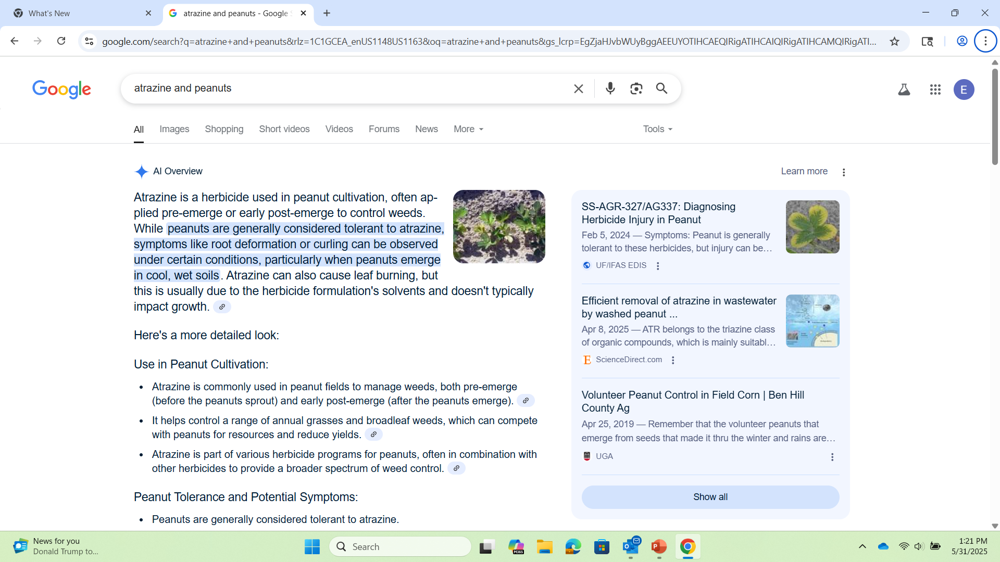 What's New
atrazine and peanuts - Google S
google.com/search?q=atrazine+and+peanuts&rlz=1C1GCEA_enUS1148US1163&oq=atrazine+and+peanuts&gs_lcrp=EgZjaHJvbWUyBggAEEUYOTIHCAEQIRigATIHCAIQIRigATIHCAMQIRigATI...
Google
atrazine and peanuts
E
All Images Shopping Short videos Videos Forums News More Tools
AI Overview
Learn more
Atrazine is a herbicide used in peanut cultivation, often ap-
plied pre-emerge or early post-emerge to control weeds.
While peanuts are generally considered tolerant to atrazine,
symptoms like root deformation or curling can be observed
under certain conditions, particularly when peanuts emerge
in cool, wet soils. Atrazine can also cause leaf burning, but
this is usually due to the herbicide formulation's solvents and doesn't typically
impact growth.
Here's a more detailed look:
Use in Peanut Cultivation:
• Atrazine is commonly used in peanut fields to manage weeds, both pre-emerge
(before the peanuts sprout) and early post-emerge (after the peanuts emerge).
• It helps control a range of annual grasses and broadleaf weeds, which can compete
with peanuts for resources and reduce yields.
• Atrazine is part of various herbicide programs for peanuts, often in combination with
other herbicides to provide a broader spectrum of weed control.
Peanut Tolerance and Potential Symptoms:
• Peanuts are generally considered tolerant to atrazine.
SS-AGR-327/AG337: Diagnosing
Herbicide Injury in Peanut
Feb 5, 2024 — Symptoms: Peanut is generally
tolerant to these herbicides, but injury can be...
UF/IFAS EDIS
Efficient removal of atrazine in wastewater
by washed peanut ...
Apr 8, 2025 — ATR belongs to the triazine class
of organic compounds, which is mainly suitabl...
E ScienceDirect.com
Volunteer Peanut Control in Field Corn | Ben Hill
County Ag
Apr 25, 2019 — Remember that the volunteer peanuts that
emerge from seeds that made it thru the winter and rains are...
UGA
Show all
News for you
Donald Trump to...
Search
M365
1:21 PM
5/31/2025